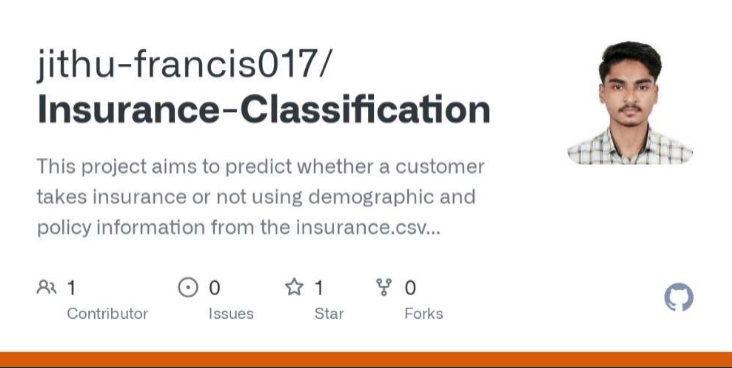 jithu-francis017/
Insurance-Classification
This project aims to predict whether a customer
takes insurance or not using demographic and
policy information from the insurance.csv...
1 0 1 0
Contributor Issues Star Forks